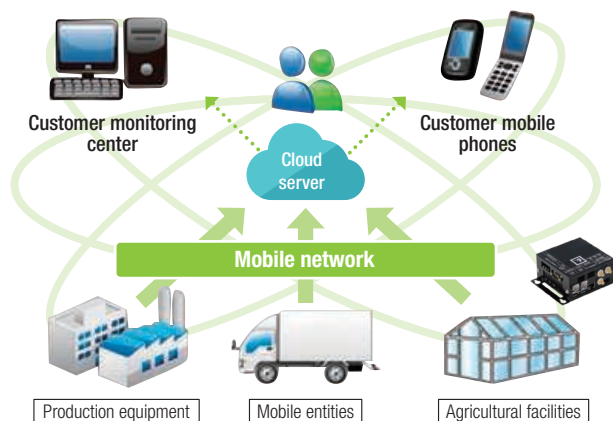 Customer monitoring
center
Customer mobile
phones
Cloud
server
Mobile network
Production equipment
Mobile entities
Agricultural facilities